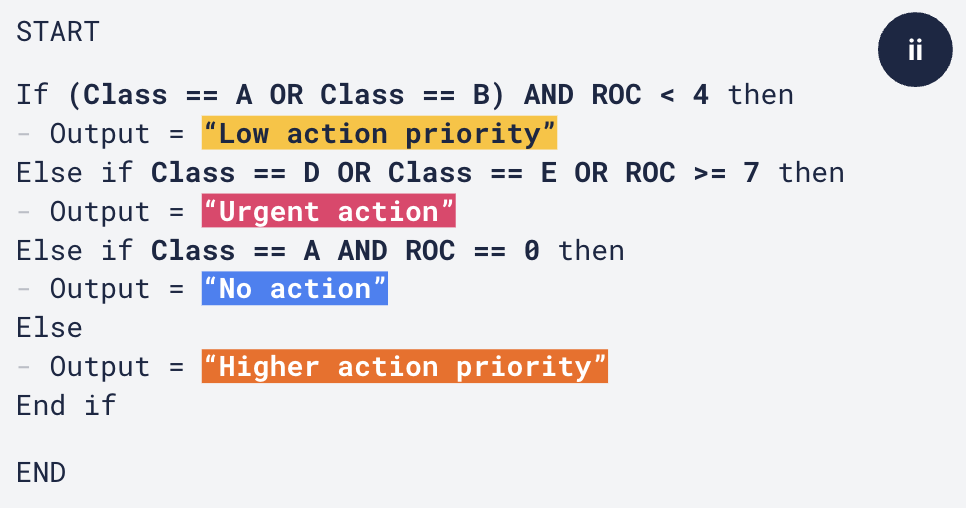 START
ii
If (Class == A OR Class == B) AND ROC < 4 then
- Output = “Low action priority”
Else if Class == D OR Class == E OR ROC >= 7 then
- Output = “Urgent action”
Else if Class == A AND ROC == 0 then
- Output = “No action”
Else
- Output = “Higher action priority”
End if
END